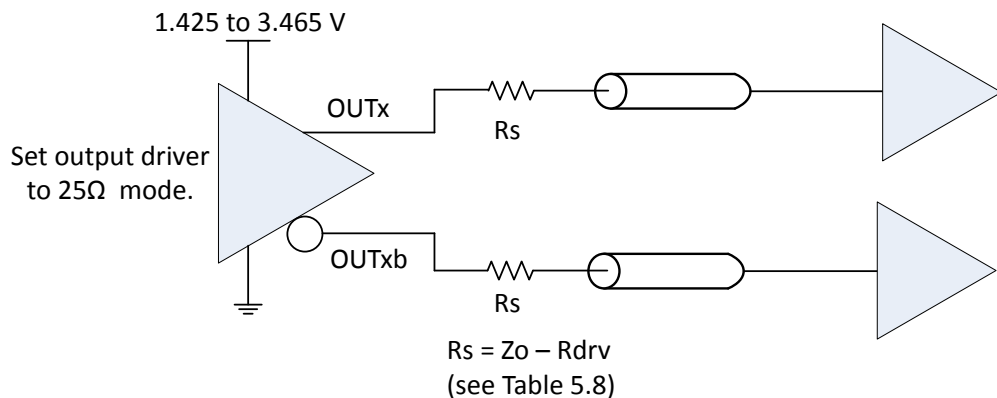 1.425 to 3.465 V
OUTx
Rs
Set output driver
to 25Ω mode.
OUTxb
Rs
Rs = Zo – Rdrv
(see Table 5.8)